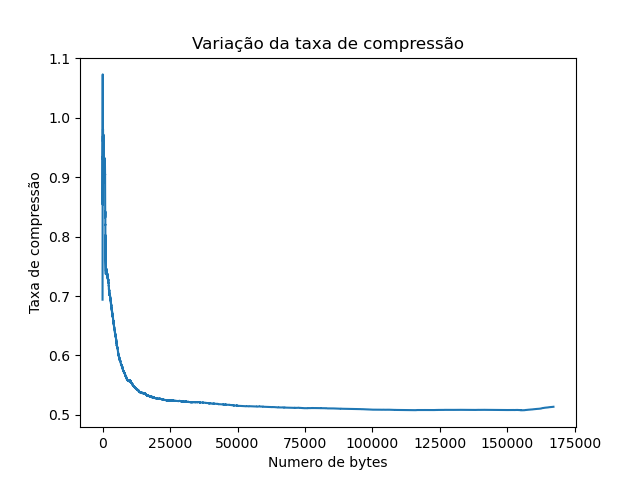 Variação da taxa de compressão
1.1
1.0
0.9
0.8
0.7
0.6
0.5
Taxa de compressão
0 25000 50000 75000 100000 125000 150000 175000
Numero de bytes